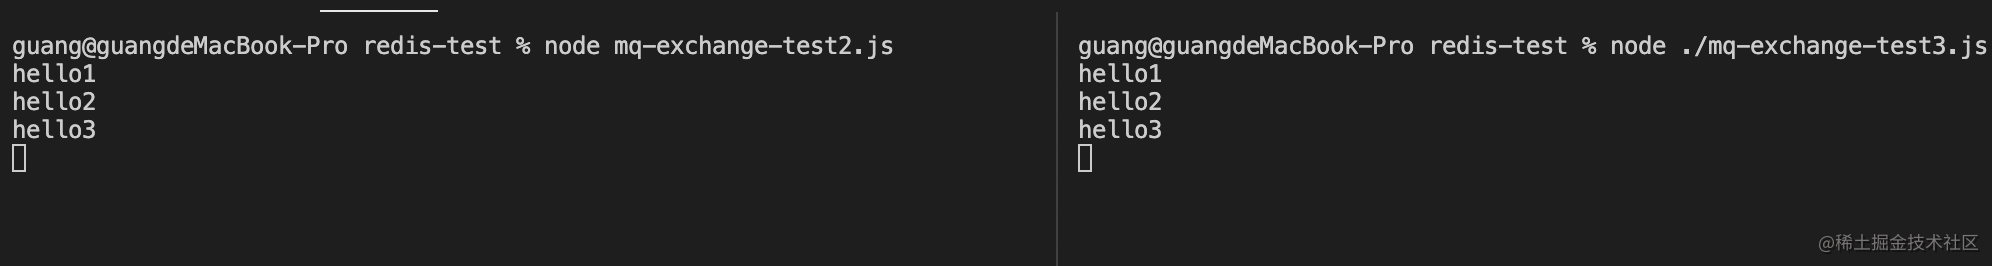 guang@guangdeMacBook-Pro redis-test % node mq-exchange-test2.js
hello1
hello2
hello3
guang@guangdeMacBook-Pro redis-test % node ./mq-exchange-test3.js
hello1
hello2
hello3
@稀土掘金技术社区